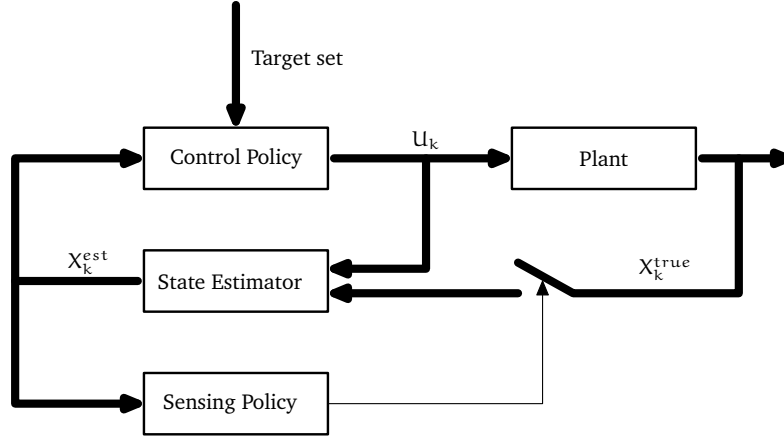 Target set
Control Policy
U_k
Plant
X_k^est
State Estimator
X_k^true
Sensing Policy